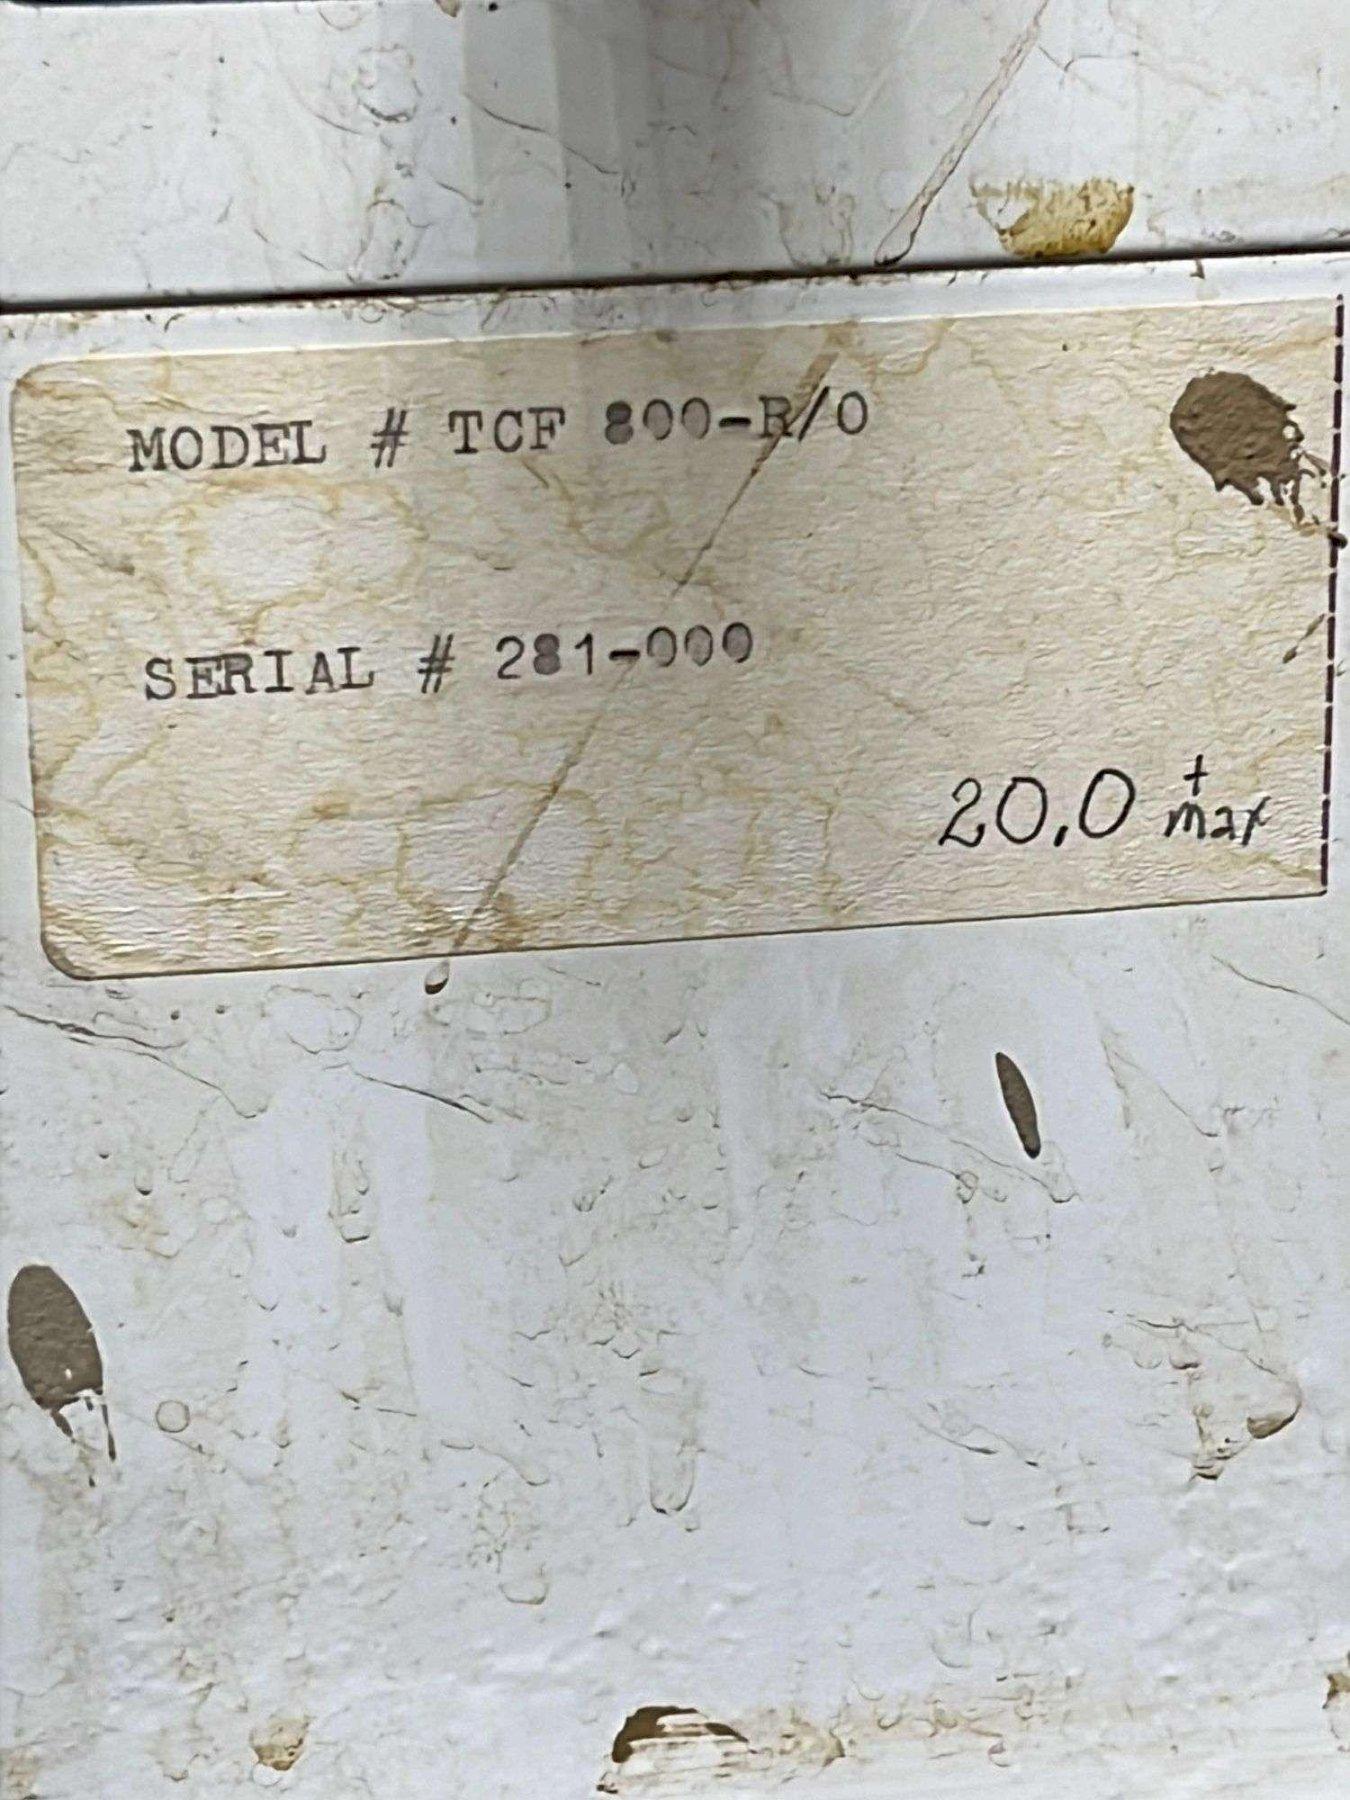 MODEL # TCF 800-R/O
SERIAL # 281-000
20.0 + max